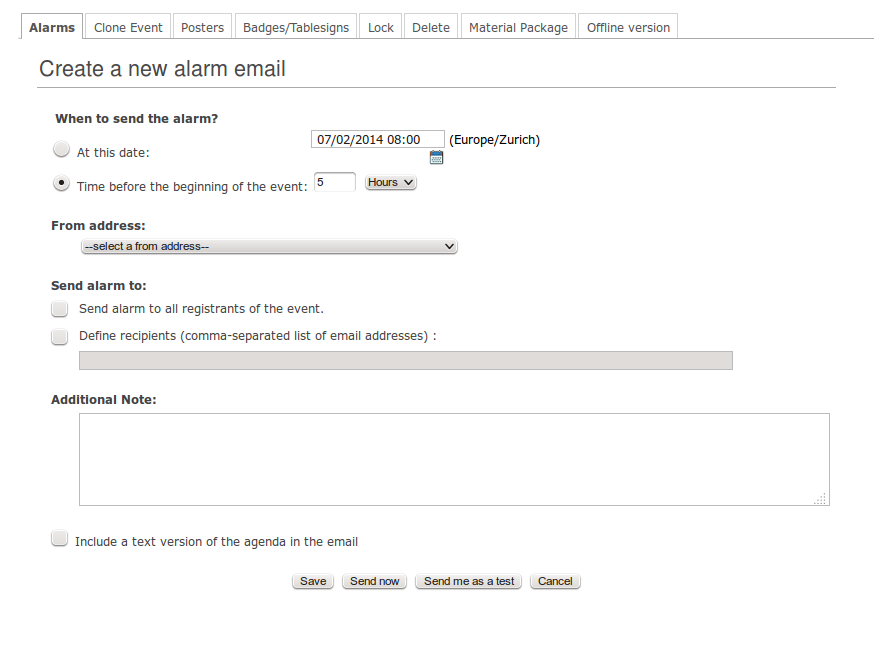 Alarms Clone Event Posters Badges/Tablesigns Lock Delete Material Package Offline version
Create a new alarm email
When to send the alarm?
At this date: 07/02/2014 08:00 (Europe/Zurich)
Time before the beginning of the event: 5 Hours
From address:
--select a from address--
Send alarm to:
Send alarm to all registrants of the event.
Define recipients (comma-separated list of email addresses) :
Additional Note:
Include a text version of the agenda in the email
Save Send now Send me as a test Cancel